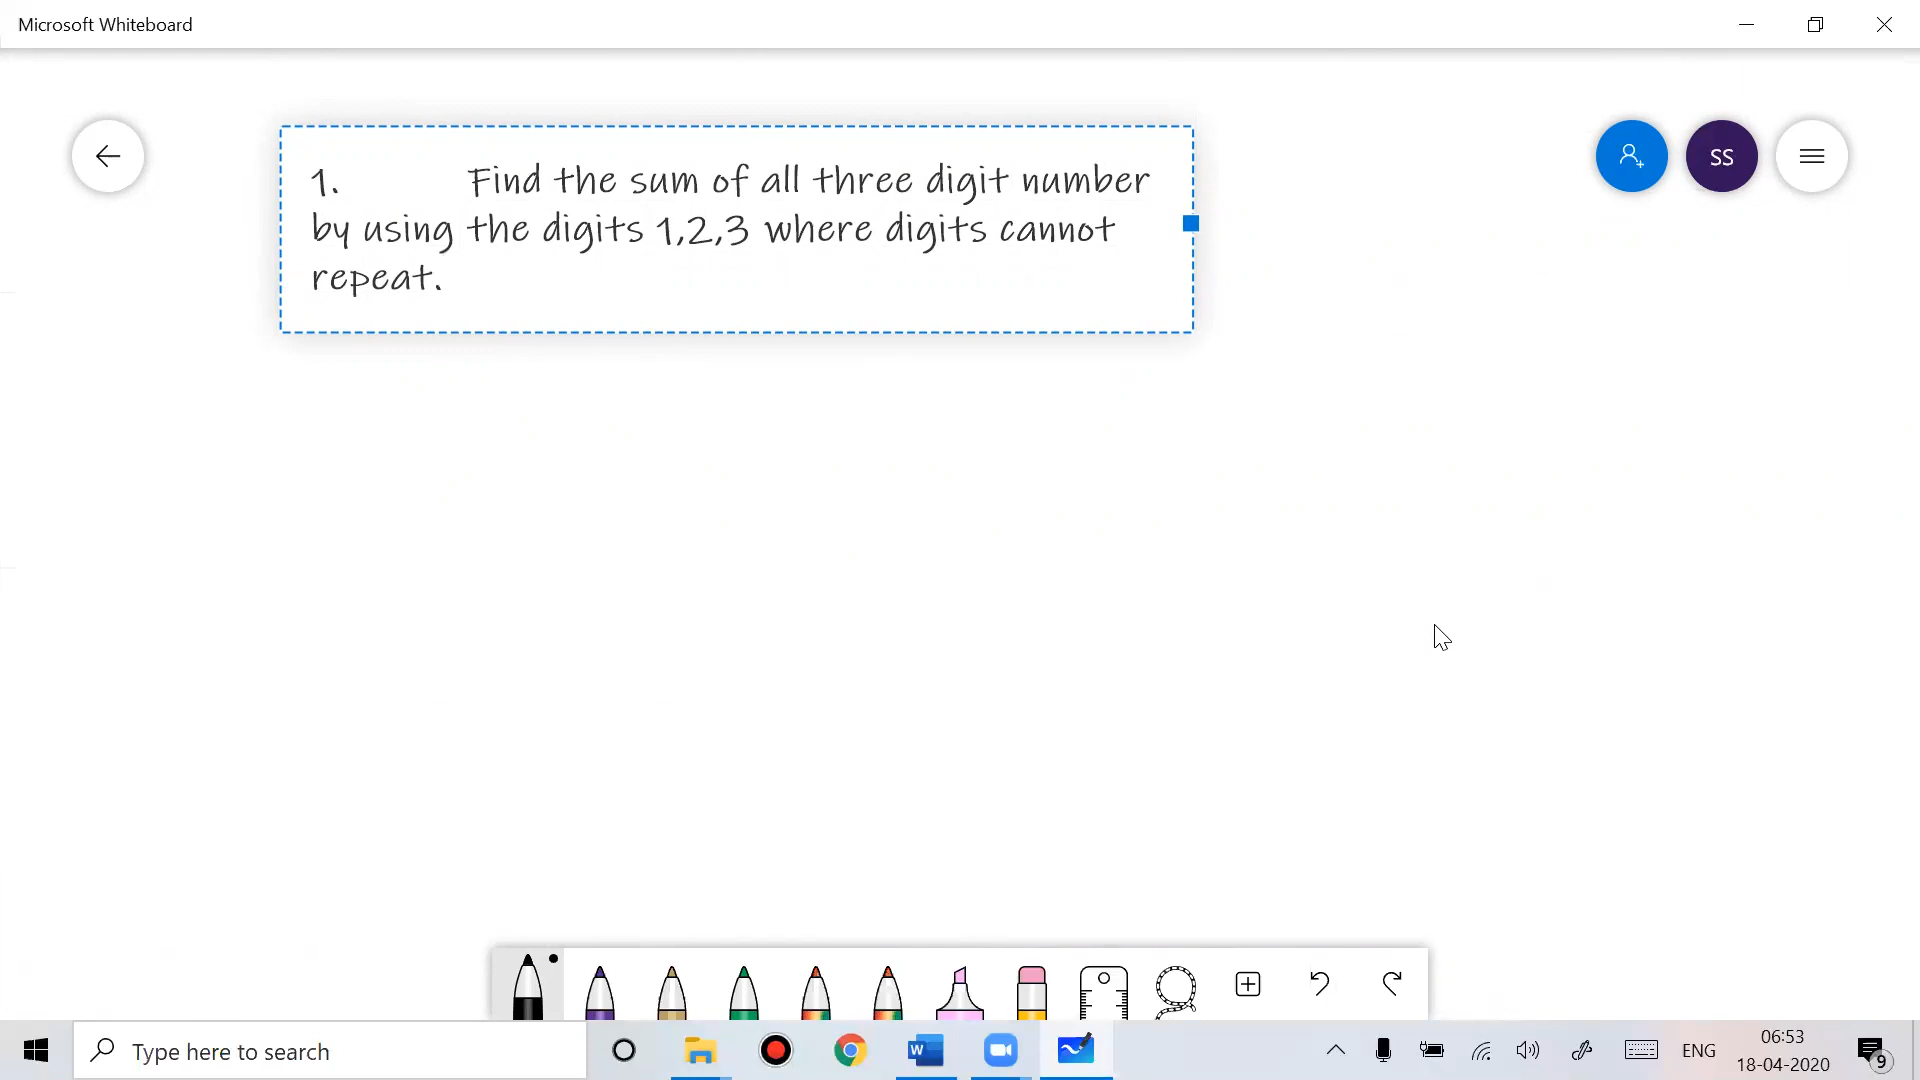 Microsoft Whiteboard
1. Find the sum of all three digit number
by using the digits 1,2,3 where digits cannot
repeat.
SS
Type here to search
ENG
06:53
18-04-2020
9